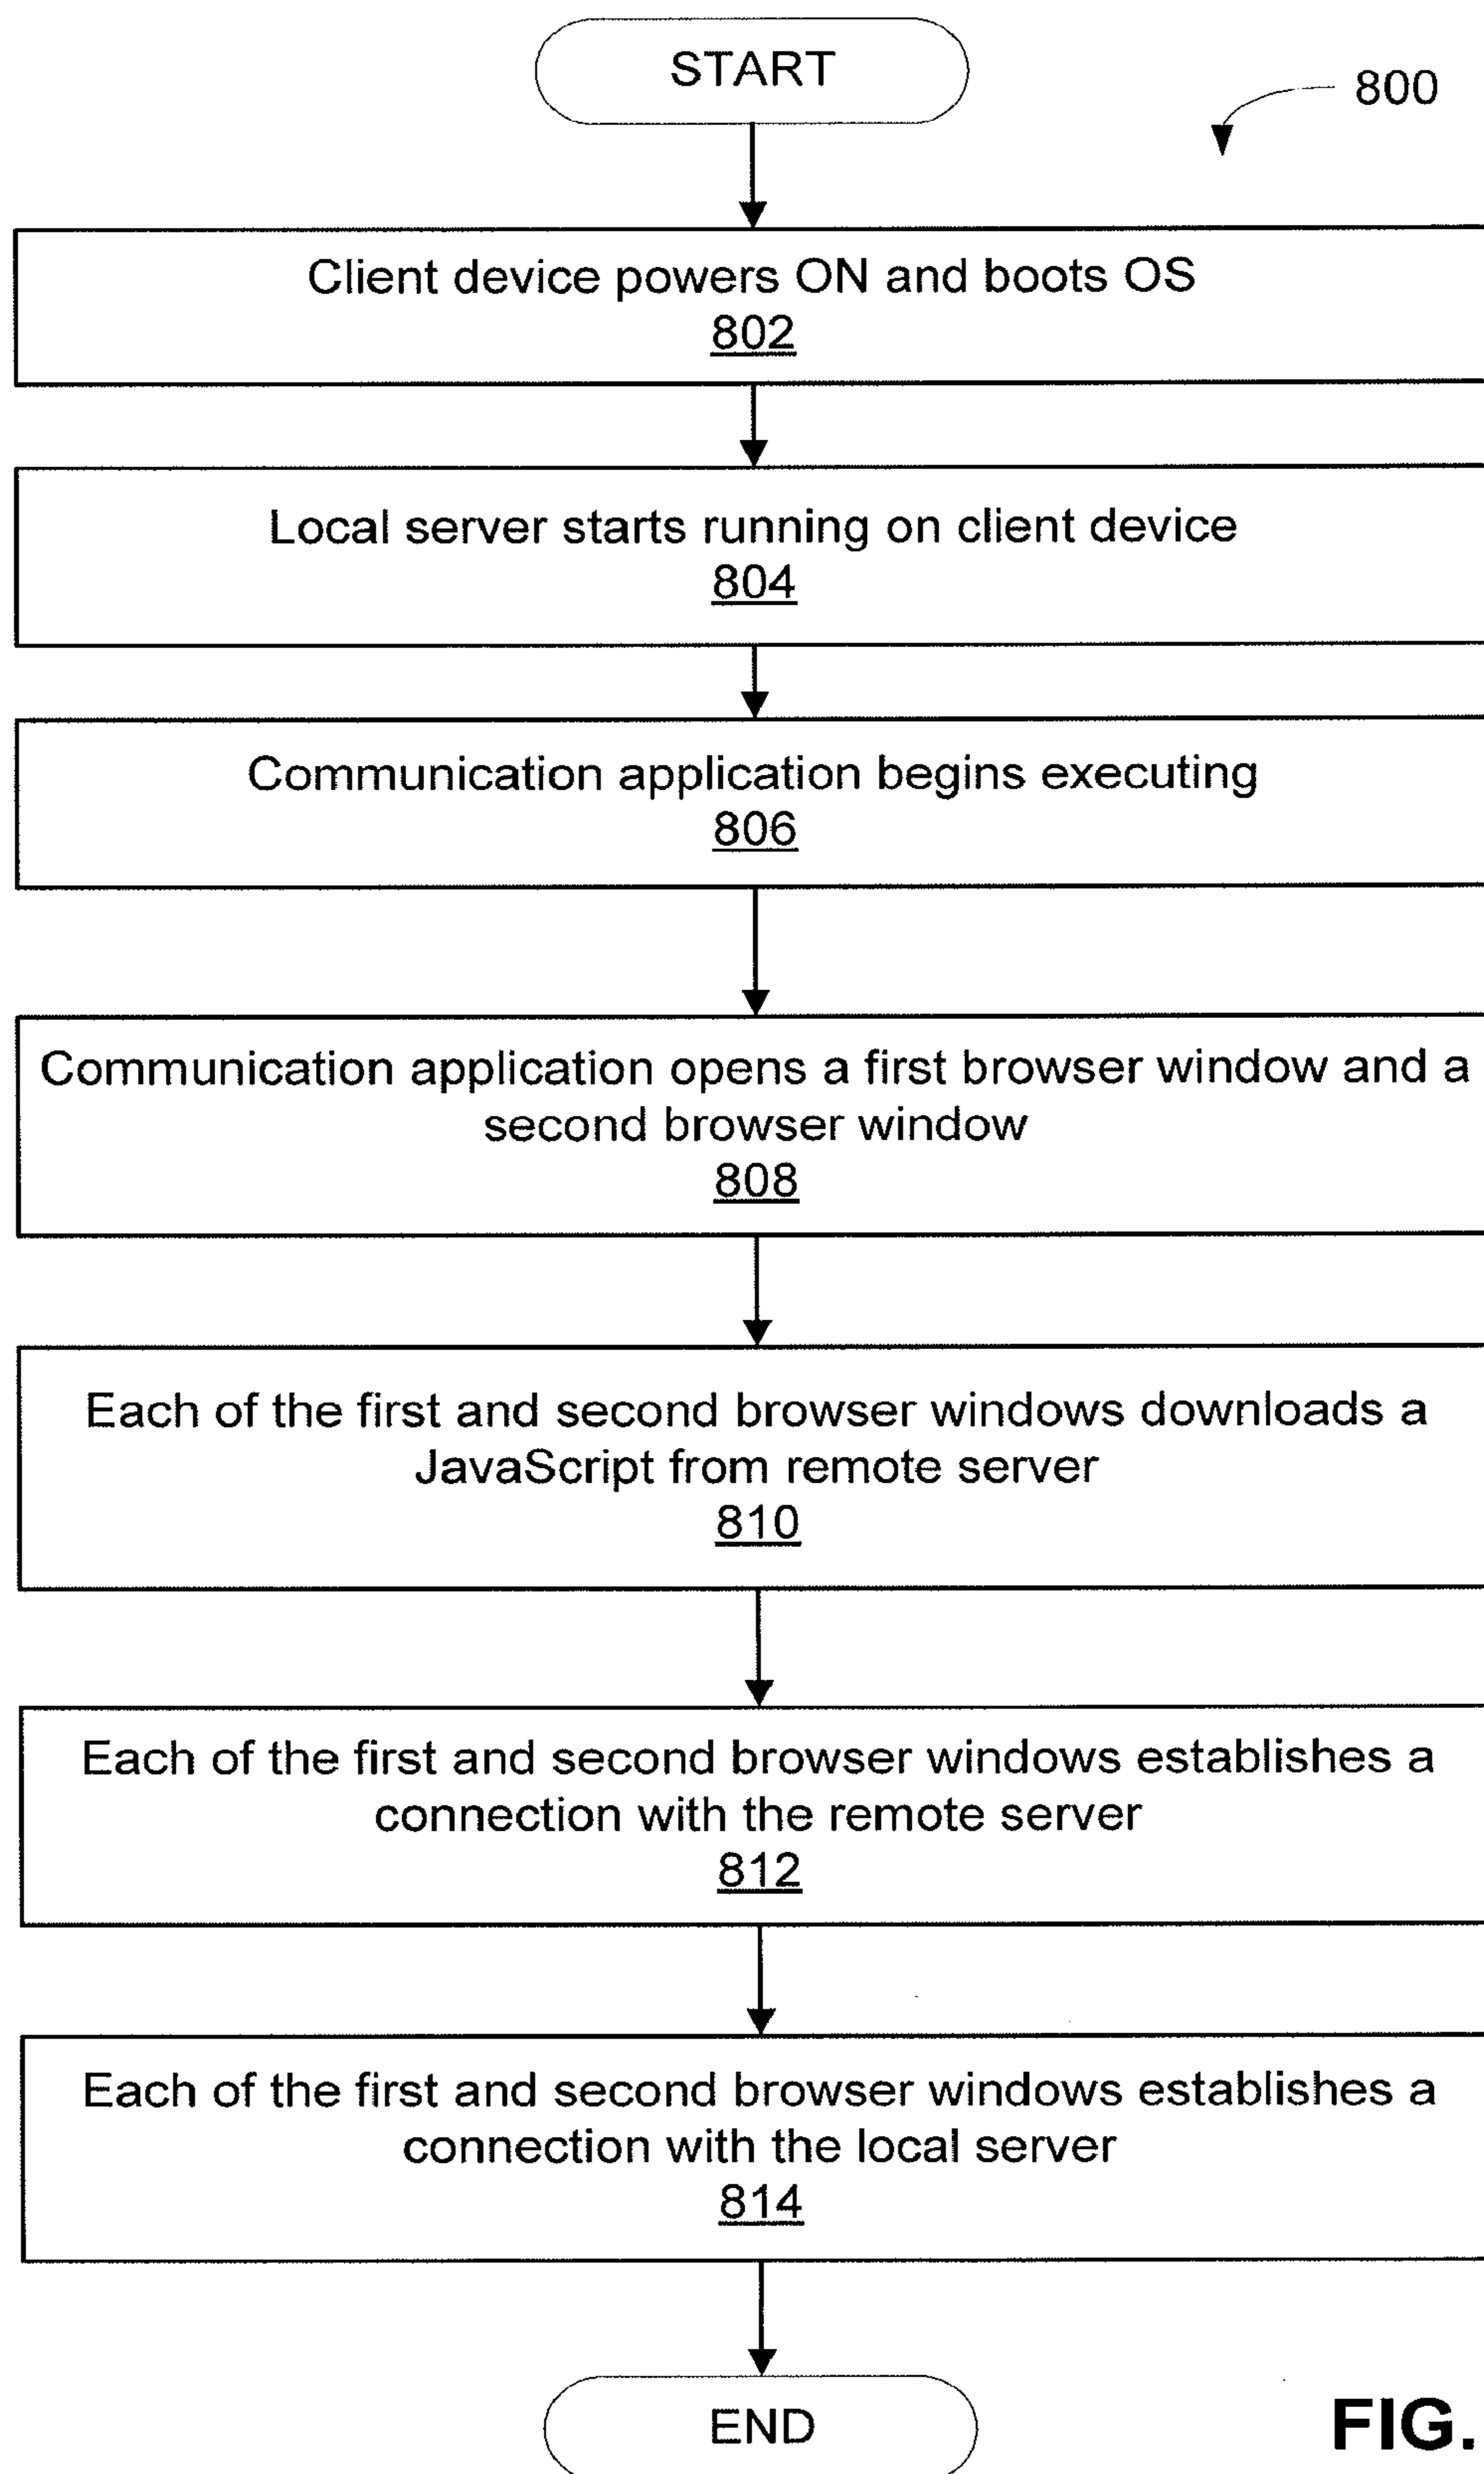 START
800
Client device powers ON and boots OS
802
Local server starts running on client device
804
Communication application begins executing
806
Communication application opens a first browser window and a
second browser window
808
Each of the first and second browser windows downloads a
JavaScript from remote server
810
Each of the first and second browser windows establishes a
connection with the remote server
812
Each of the first and second browser windows establishes a
connection with the local server
814
END
FIG.